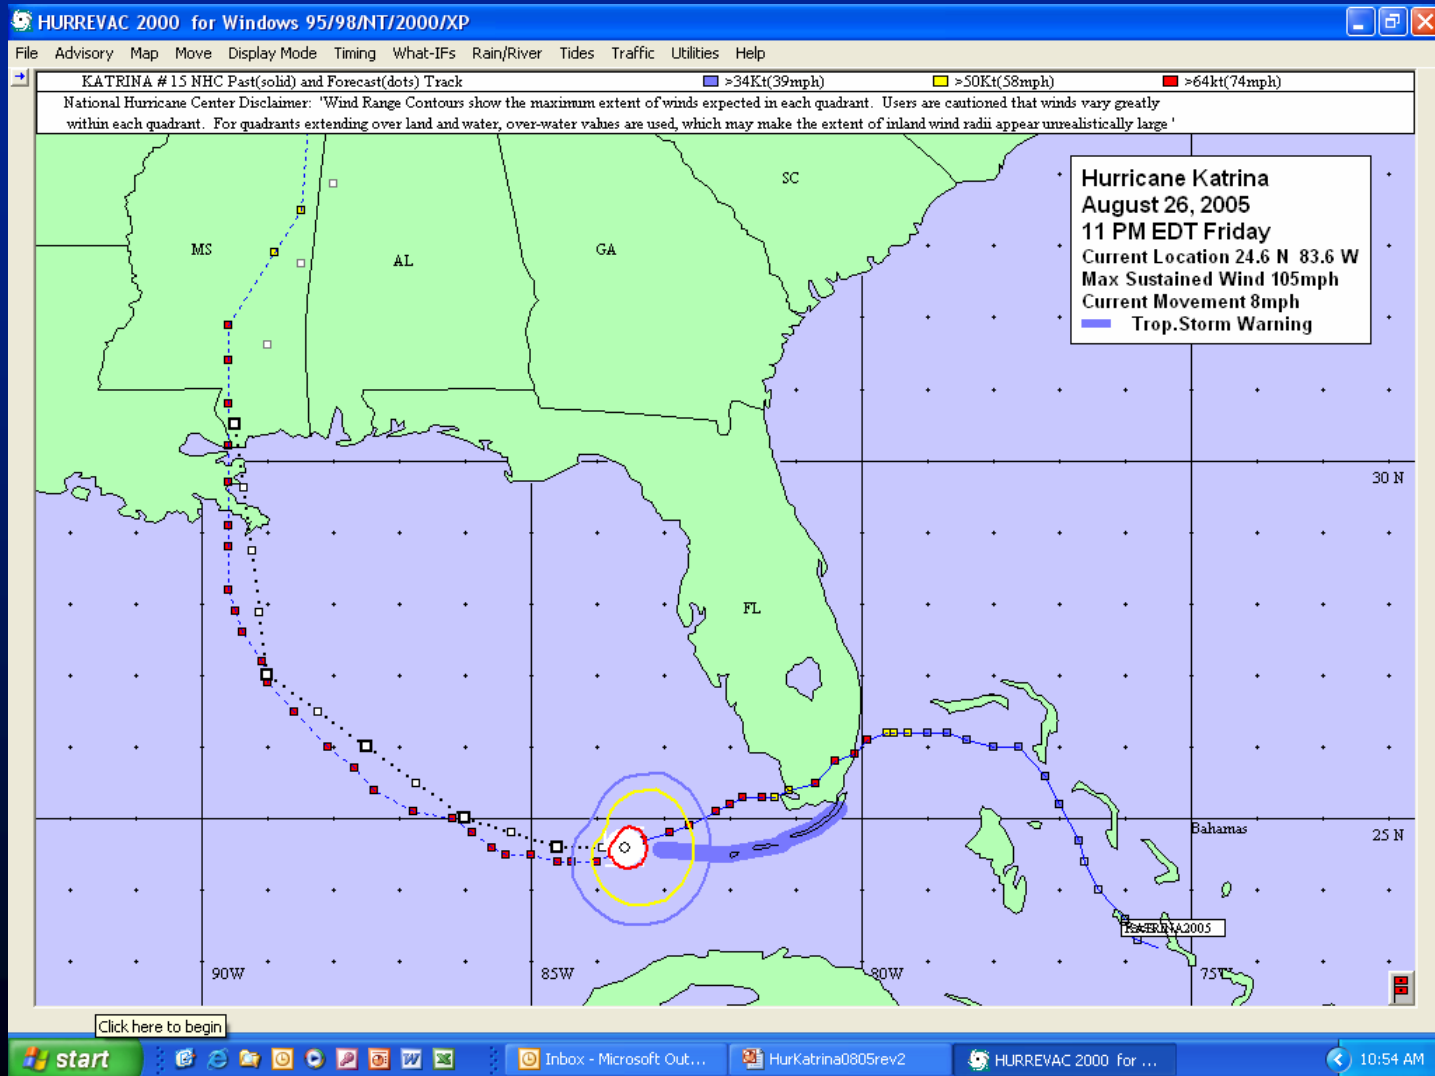 HURREVAC 2000 for Windows 95/98/NT/2000/XP
File Advisory Map Move Display Mode Timing What-IFs Rain/River Tides Traffic Utilities Help
KATRINA # 15 NHC Past(solid) and Forecast(dots) Track >34Kt(39mph) >50Kt(58mph) >64kt(74mph)
National Hurricane Center Disclaimer: 'Wind Range Contours show the maximum extent of winds expected in each quadrant. Users are cautioned that winds vary greatly
within each quadrant. For quadrants extending over land and water, over-water values are used, which may make the extent of inland wind radii appear unrealistically large '
Hurricane Katrina
August 26, 2005
11 PM EDT Friday
Current Location 24.6 N 83.6 W
Max Sustained Wind 105mph
Current Movement 8mph
Trop.Storm Warning
SC
MS
AL
GA
30 N
FL
Bahamas
25 N
2005
90W
85W
80W
75W
Click here to begin
start
Inbox - Microsoft Out...
HurKatrina0805rev2
HURREVAC 2000 for ...
10:54 AM